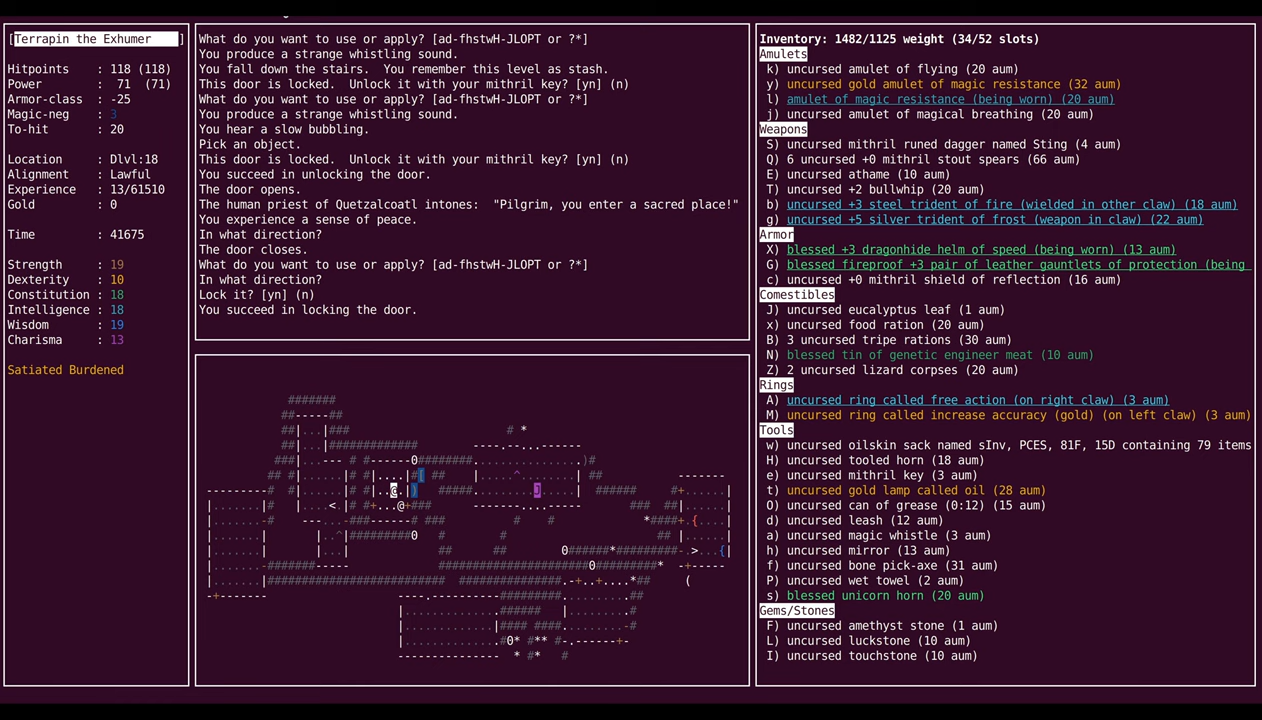 [Terrapin the Exhumer ]
Hitpoints : 118 (118)
Power : 71 (71)
Armor-class : -25
Magic-neg : 3
To-hit : 20
Location : Dlvl:18
Alignment : Lawful
Experience : 13/61510
Gold : 0
Time : 41675
Strength : 19
Dexterity : 10
Constitution : 18
Intelligence : 18
Wisdom : 19
Charisma : 13
Satiated Burdened
What do you want to use or apply? [ad-fhstwH-JLOPT or ?*]
You produce a strange whistling sound.
You fall down the stairs. You remember this level as stash.
This door is locked. Unlock it with your mithril key? [yn] (n)
What do you want to use or apply? [ad-fhstwH-JLOPT or ?*]
You produce a strange whistling sound.
You hear a slow bubbling.
Pick an object.
This door is locked. Unlock it with your mithril key? [yn] (n)
You succeed in unlocking the door.
The door opens.
The human priest of Quetzalcoatl intones: "Pilgrim, you enter a sacred place!"
You experience a sense of peace.
In what direction?
The door closes.
What do you want to use or apply? [ad-fhstwH-JLOPT or ?*]
In what direction?
Lock it? [yn] (n)
You succeed in locking the door.
Inventory: 1482/1125 weight (34/52 slots)
Amulets
k) uncursed amulet of flying (20 aum)
y) uncursed gold amulet of magic resistance (32 aum)
l) amulet of magic resistance (being worn) (20 aum)
j) uncursed amulet of magical breathing (20 aum)
Weapons
S) uncursed mithril runed dagger named Sting (4 aum)
Q) 6 uncursed +0 mithril stout spears (66 aum)
E) uncursed athame (10 aum)
T) uncursed +2 bullwhip (20 aum)
b) uncursed +3 steel trident of fire (wielded in other claw) (18 aum)
g) uncursed +5 silver trident of frost (weapon in claw) (22 aum)
Armor
X) blessed +3 dragonhide helm of speed (being worn) (13 aum)
G) blessed fireproof +3 pair of leather gauntlets of protection (being
c) uncursed +0 mithril shield of reflection (16 aum)
Comestibles
J) uncursed eucalyptus leaf (1 aum)
x) uncursed food ration (20 aum)
B) 3 uncursed tripe rations (30 aum)
N) blessed tin of genetic engineer meat (10 aum)
Z) 2 uncursed lizard corpses (20 aum)
Rings
A) uncursed ring called free action (on right claw) (3 aum)
M) uncursed ring called increase accuracy (gold) (on left claw) (3 aum)
Tools
w) uncursed oilskin sack named sInv, PCES, 81F, 15D containing 79 items
H) uncursed tooled horn (18 aum)
e) uncursed mithril key (3 aum)
t) uncursed gold lamp called oil (28 aum)
O) uncursed can of grease (0:12) (15 aum)
d) uncursed leash (12 aum)
a) uncursed magic whistle (3 aum)
h) uncursed mirror (13 aum)
f) uncursed bone pick-axe (31 aum)
P) uncursed wet towel (2 aum)
s) blessed unicorn horn (20 aum)
Gems/Stones
F) uncursed amethyst stone (1 aum)
L) uncursed luckstone (10 aum)
I) uncursed touchstone (10 aum)